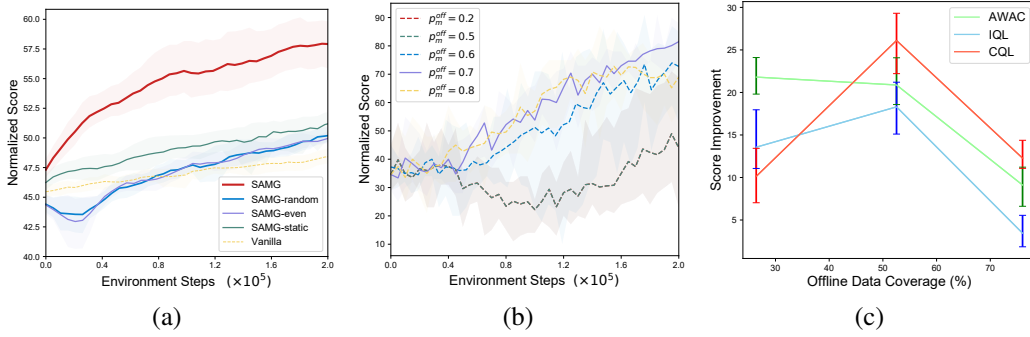 60.0
57.5
55.0
52.5
50.0
47.5
45.0
42.5
40.0
Normalized Score
SAMG
SAMG-random
SAMG-even
SAMG-static
Vanilla
0.0 0.4 0.8 1.2 1.6 2.0
Environment Steps (×10⁵)
(a)
90
80
70
60
50
40
30
20
10
Normalized Score
p_m^off = 0.2
p_m^off = 0.5
p_m^off = 0.6
p_m^off = 0.7
p_m^off = 0.8
0.0 0.4 0.8 1.2 1.6 2.0
Environment Steps (×10⁵)
(b)
30
25
20
15
10
5
Score Improvement
AWAC
IQL
CQL
30 40 50 60 70
Offline Data Coverage (%)
(c)